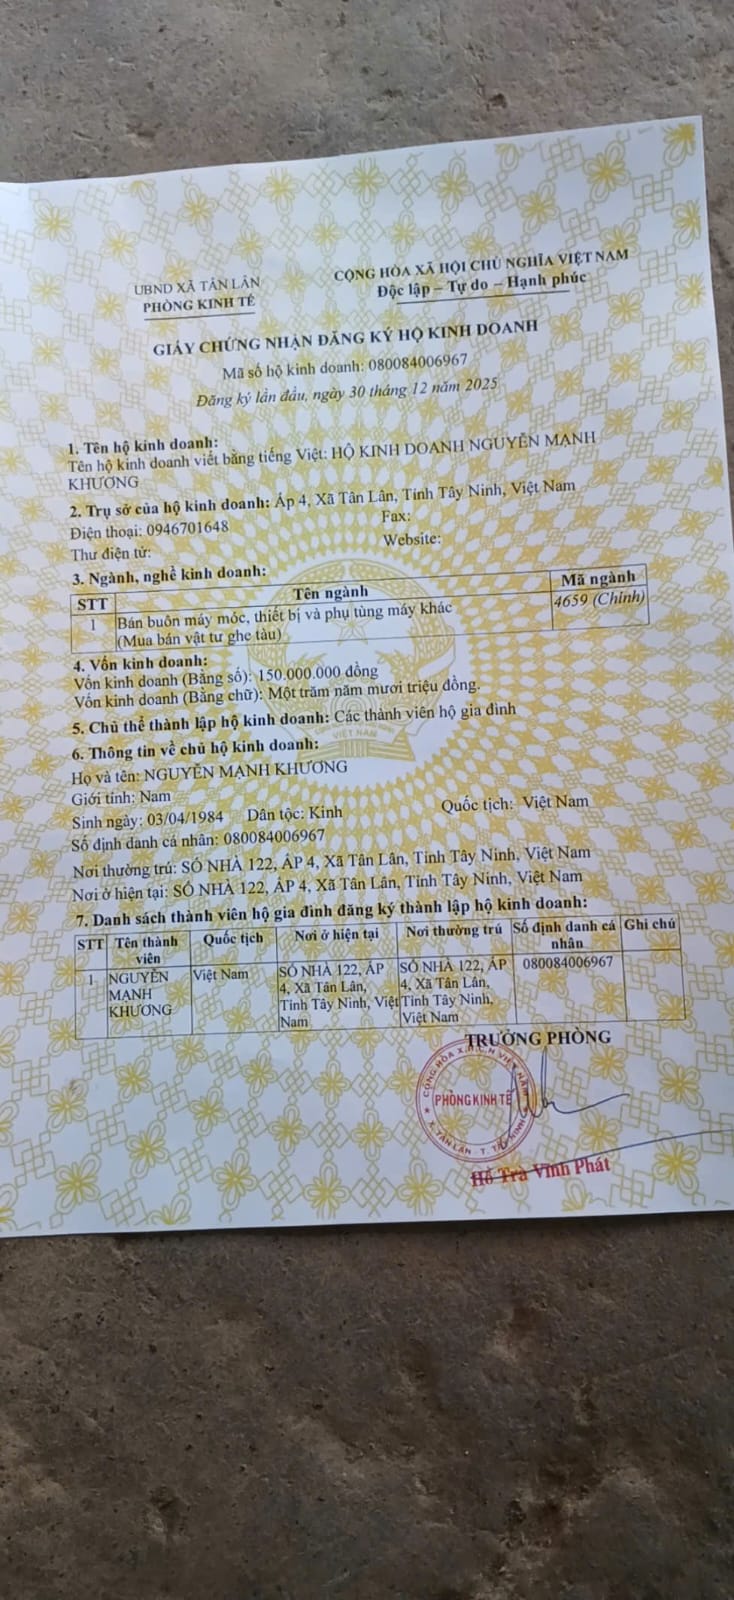 UBND XÃ TÂN LÂN
PHÒNG KINH TẾ
CỘNG HÒA XÃ HỘI CHỦ NGHĨA VIỆT NAM
Độc lập – Tự do – Hạnh phúc
GIẤY CHỨNG NHẬN ĐĂNG KÝ HỘ KINH DOANH
Mã số hộ kinh doanh: 080084006967
Đăng ký lần đầu, ngày 30 tháng 12 năm 2025
1. Tên hộ kinh doanh:
Tên hộ kinh doanh viết bằng tiếng Việt: HỘ KINH DOANH NGUYỄN MẠNH
KHƯƠNG
2. Trụ sở của hộ kinh doanh: Ấp 4, Xã Tân Lân, Tỉnh Tây Ninh, Việt Nam
Điện thoại: 0946701648 Fax:
Thư điện tử: Website:
3. Ngành, nghề kinh doanh:
STT Tên ngành Mã ngành
1 Bán buôn máy móc, thiết bị và phụ tùng máy khác 4659 (Chính)
(Mua bán vật tư ghe tàu)
4. Vốn kinh doanh:
Vốn kinh doanh (Bằng số): 150.000.000 đồng
Vốn kinh doanh (Bằng chữ): Một trăm năm mươi triệu đồng.
5. Chủ thể thành lập hộ kinh doanh: Các thành viên hộ gia đình
VIỆT NAM
6. Thông tin về chủ hộ kinh doanh:
Họ và tên: NGUYỄN MẠNH KHƯƠNG
Giới tính: Nam
Sinh ngày: 03/04/1984 Dân tộc: Kinh Quốc tịch: Việt Nam
Số định danh cá nhân: 080084006967
Nơi thường trú: SỐ NHÀ 122, ẤP 4, Xã Tân Lân, Tỉnh Tây Ninh, Việt Nam
Nơi ở hiện tại: SỐ NHÀ 122, ẤP 4, Xã Tân Lân, Tỉnh Tây Ninh, Việt Nam
7. Danh sách thành viên hộ gia đình đăng ký thành lập hộ kinh doanh:
STT Tên thành Quốc tịch Nơi ở hiện tại Nơi thường trú Số định danh cá Ghi chú
viên nhân
1 NGUYỄN Việt Nam SỐ NHÀ 122, ẤP SỐ NHÀ 122, ẤP 080084006967
MẠNH 4, Xã Tân Lân, 4, Xã Tân Lân,
KHƯƠNG Tỉnh Tây Ninh, Việt Tỉnh Tây Ninh,
Nam Việt Nam
TRƯỞNG PHÒNG
CỘNG HÒA X.H.C.N VIỆT NAM
PHÒNG KINH TẾ
X. TÂN LÂN - T. TÂY NINH
Hồ Trà Vĩnh Phát